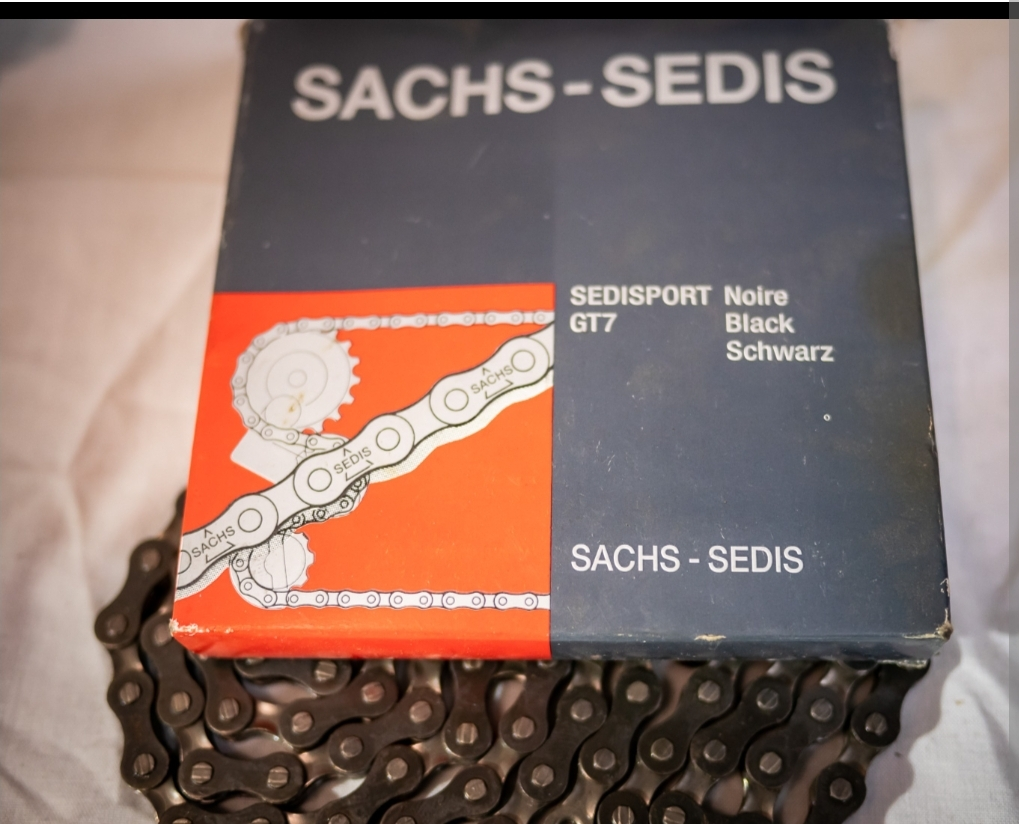 SACHS - SEDIS
SEDISPORT Noire
GT7 Black
Schwarz
SACHS
SEDIS
SACHS
SACHS - SEDIS